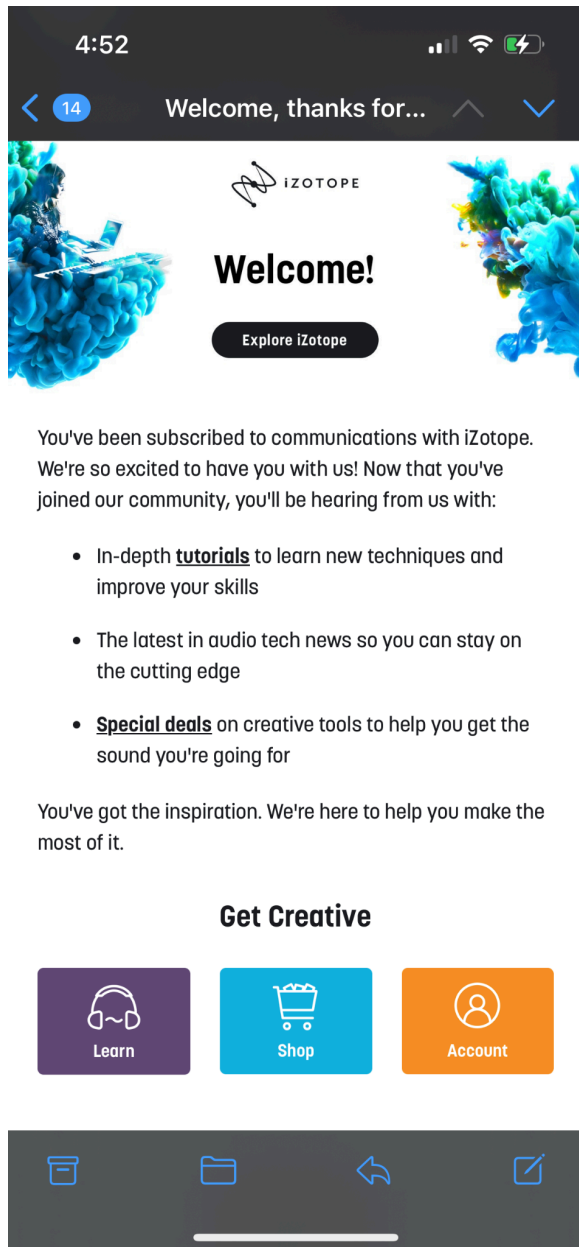 4:52
14
Welcome, thanks for...
iZOTOPE
Welcome!
Explore iZotope
You've been subscribed to communications with iZotope.
We're so excited to have you with us! Now that you've
joined our community, you'll be hearing from us with:
• In-depth tutorials to learn new techniques and
improve your skills
• The latest in audio tech news so you can stay on
the cutting edge
• Special deals on creative tools to help you get the
sound you're going for
You've got the inspiration. We're here to help you make the
most of it.
Get Creative
Learn
Shop
Account